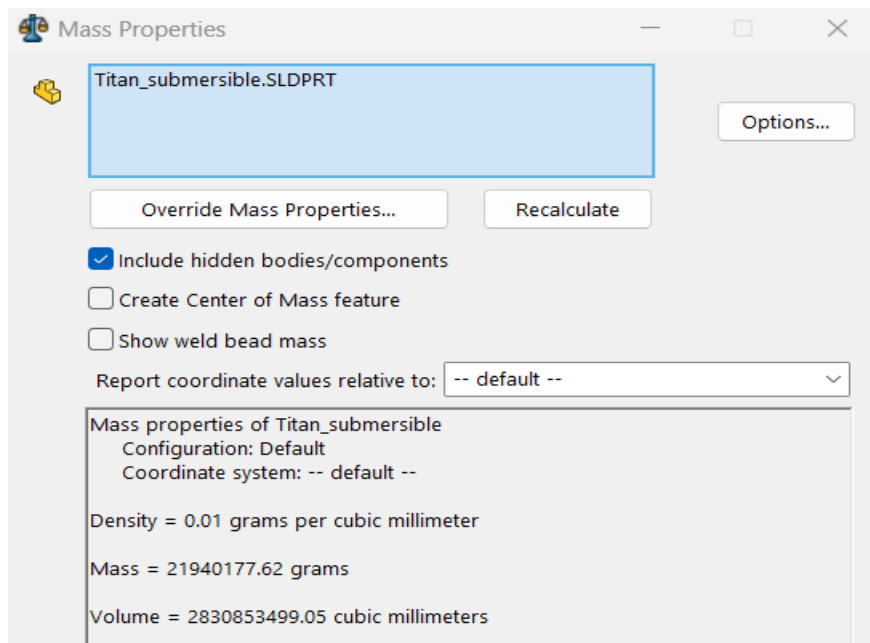 Mass Properties
Titan_submersible.SLDPRT
Options...
Override Mass Properties...
Recalculate
Include hidden bodies/components
Create Center of Mass feature
Show weld bead mass
Report coordinate values relative to: -- default --
Mass properties of Titan_submersible
Configuration: Default
Coordinate system: -- default --
Density = 0.01 grams per cubic millimeter
Mass = 21940177.62 grams
Volume = 2830853499.05 cubic millimeters